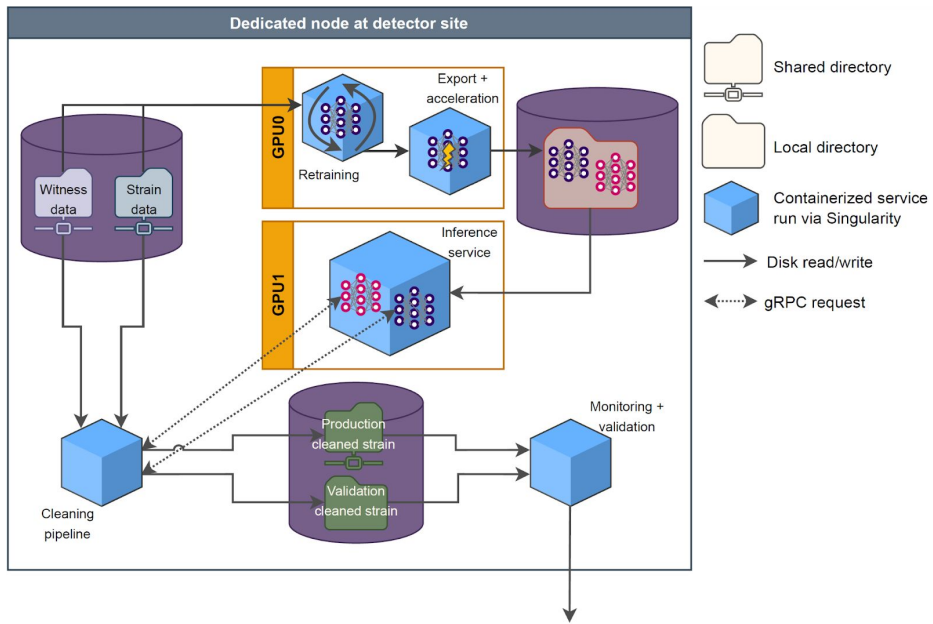 Dedicated node at detector site
GPU0
Export +
acceleration
Retraining
Witness
data
Strain
data
GPU1
Inference
service
Production
cleaned strain
Validation
cleaned strain
Monitoring +
validation
Cleaning
pipeline
Shared directory
Local directory
Containerized service
run via Singularity
Disk read/write
gRPC request